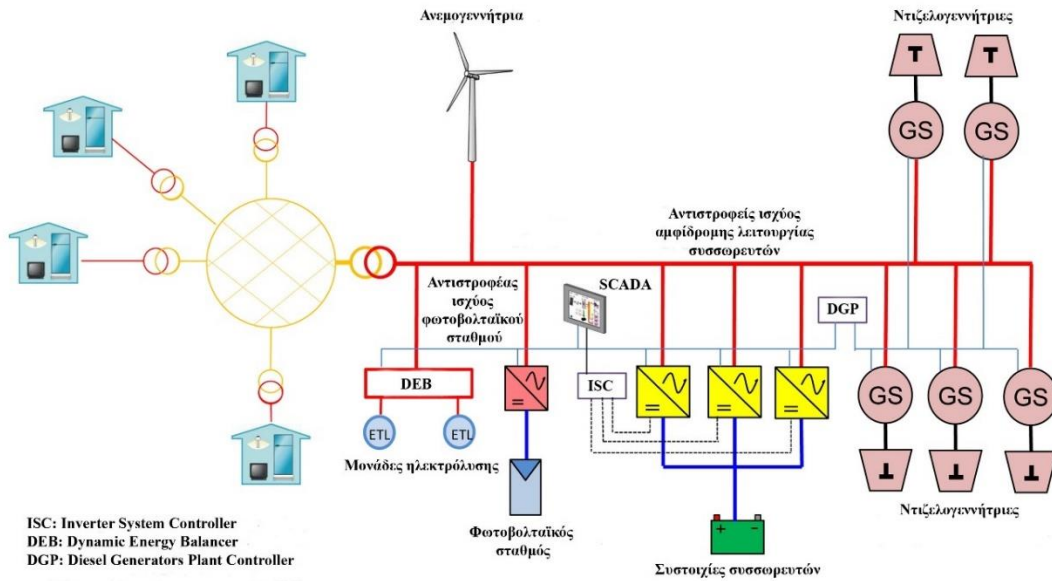 Ανεμογεννήτρια
Ντιζελογεννήτριες
T
T
GS
GS
Αντιστροφείς ισχύος
αμφίδρομης λειτουργίας
συσσωρευτών
Αντιστροφέας
ισχύος
φωτοβολταϊκού
σταθμού
SCADA
DGP
DEB
ISC
GS
GS
GS
ETL
ETL
Μονάδες ηλεκτρόλυσης
T
T
T
Φωτοβολταϊκός
σταθμός
+ -
Συστοιχίες συσσωρευτών
Ντιζελογεννήτριες
ISC: Inverter System Controller
DEB: Dynamic Energy Balancer
DGP: Diesel Generators Plant Controller